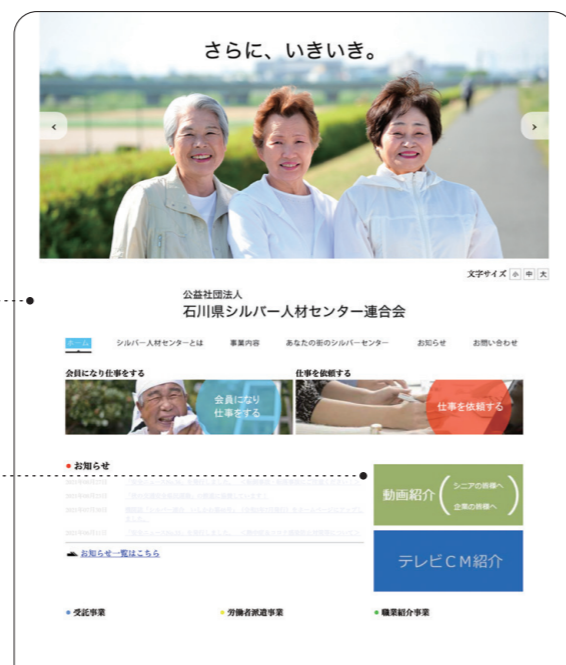 さらに、いきいき。
文字サイズ 小 中 大
公益社団法人
石川県シルバー人材センター連合会
ホーム シルバー人材センターとは 事業内容 あなたの街のシルバーセンター お知らせ お問い合わせ
会員になり仕事をする 仕事を依頼する
会員になり
仕事をする
仕事を依頼する
お知らせ
動画紹介 (シニアの皆様へ
企業の皆様へ)
お知らせ一覧はこちら
テレビCM紹介
受託事業 労働者派遣事業 職業紹介事業